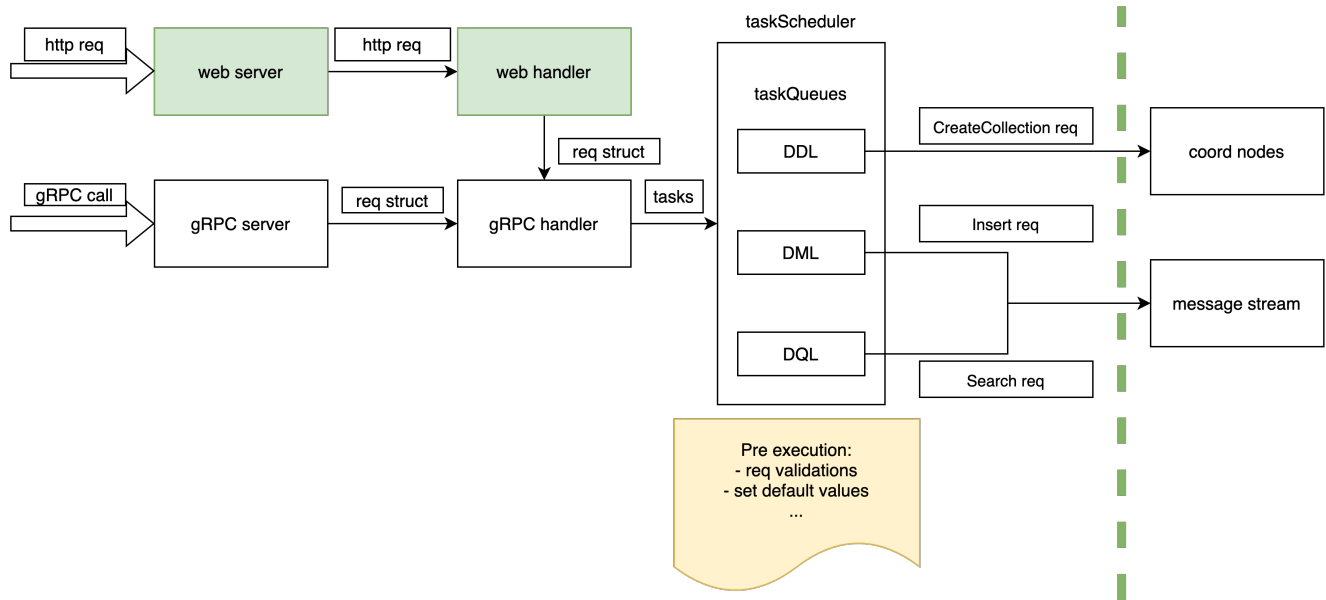 taskScheduler
http req
http req
web server
web handler
taskQueues
CreateCollection req
req struct
DDL
coord nodes
gRPC call
req struct
tasks
gRPC server
gRPC handler
Insert req
DML
message stream
DQL
Search req
Pre execution:
- req validations
- set default values
...